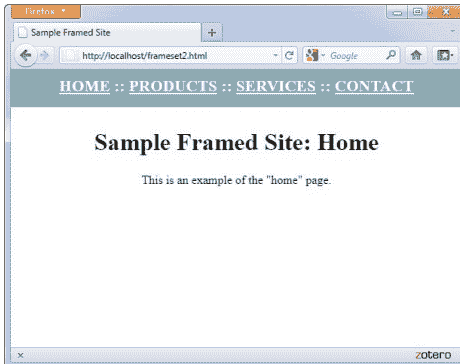 Firefox
Sample Framed Site
http://localhost/frameset2.html Google
HOME :: PRODUCTS :: SERVICES :: CONTACT
Sample Framed Site: Home
This is an example of the "home" page.
zotero